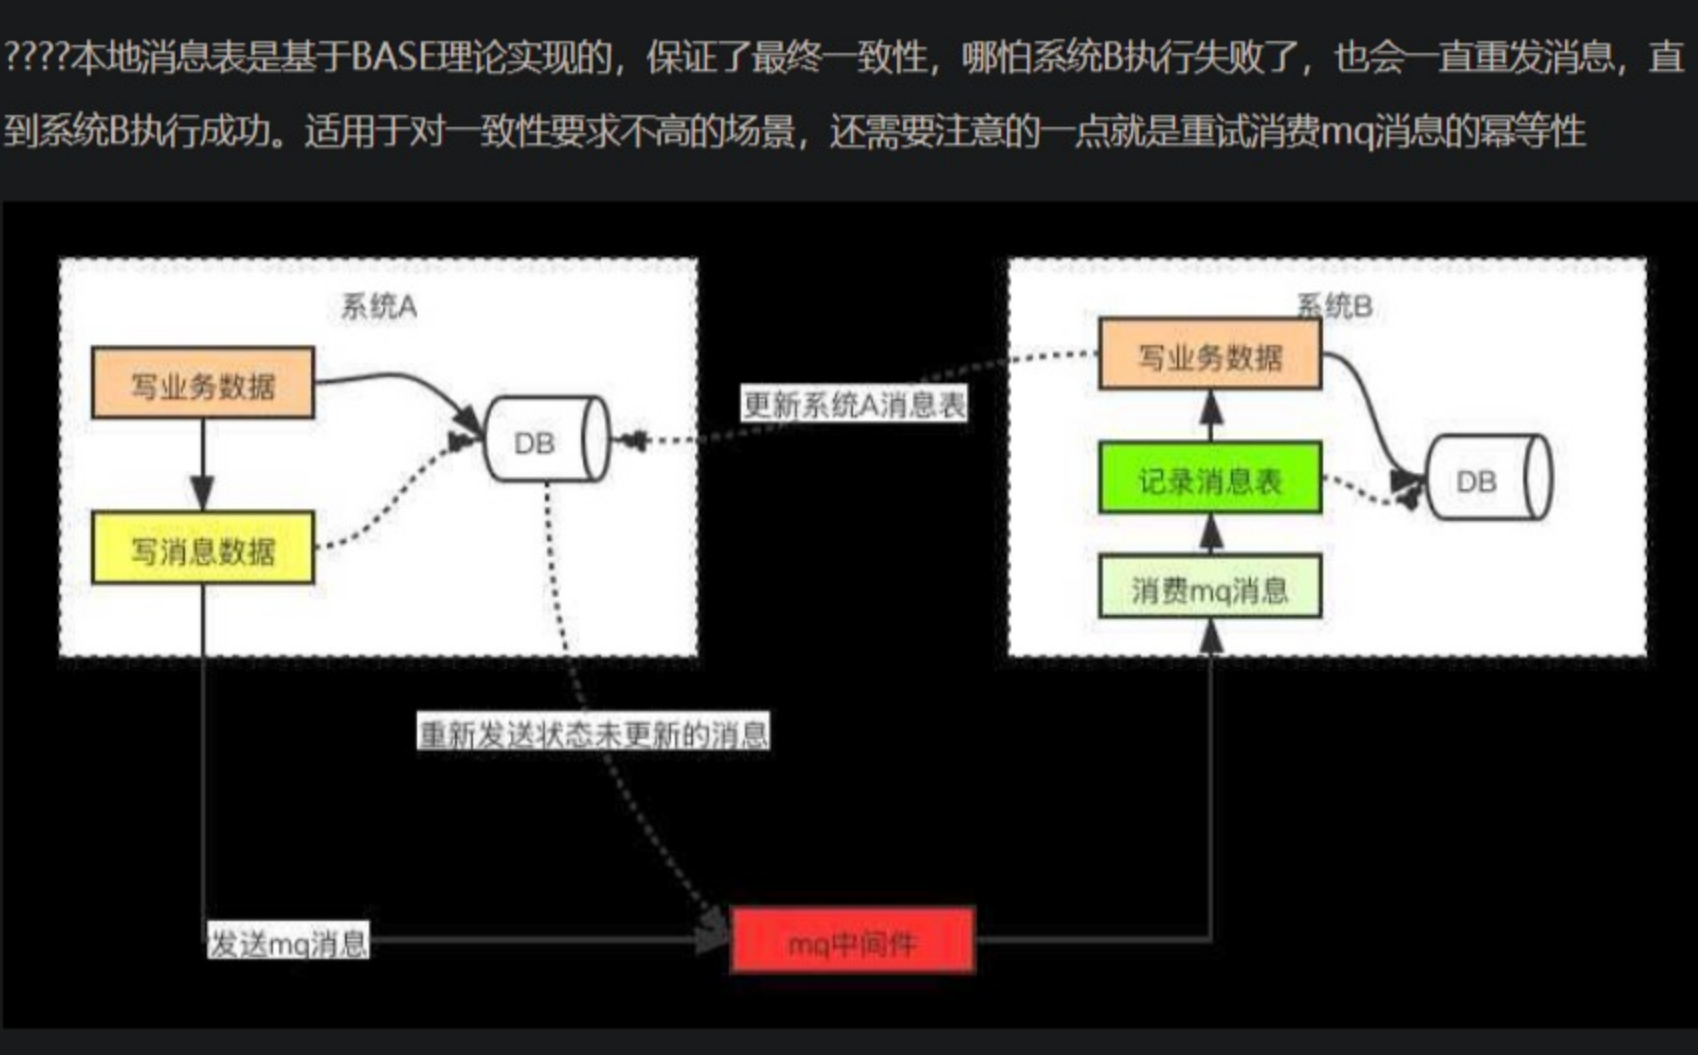 ????本地消息表是基于BASE理论实现的，保证了最终一致性，哪怕系统B执行失败了，也会一直重发消息，直
到系统B执行成功。适用于对一致性要求不高的场景，还需要注意的一点就是重试消费mq消息的幂等性
系统A
系统B
写业务数据
写业务数据
更新系统A消息表
DB
记录消息表
DB
写消息数据
消费mq消息
重新发送状态未更新的消息
发送mq消息
mq中间件